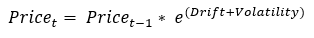 Price_t = Price_{t-1} * e^{(Drift+Volatility)}